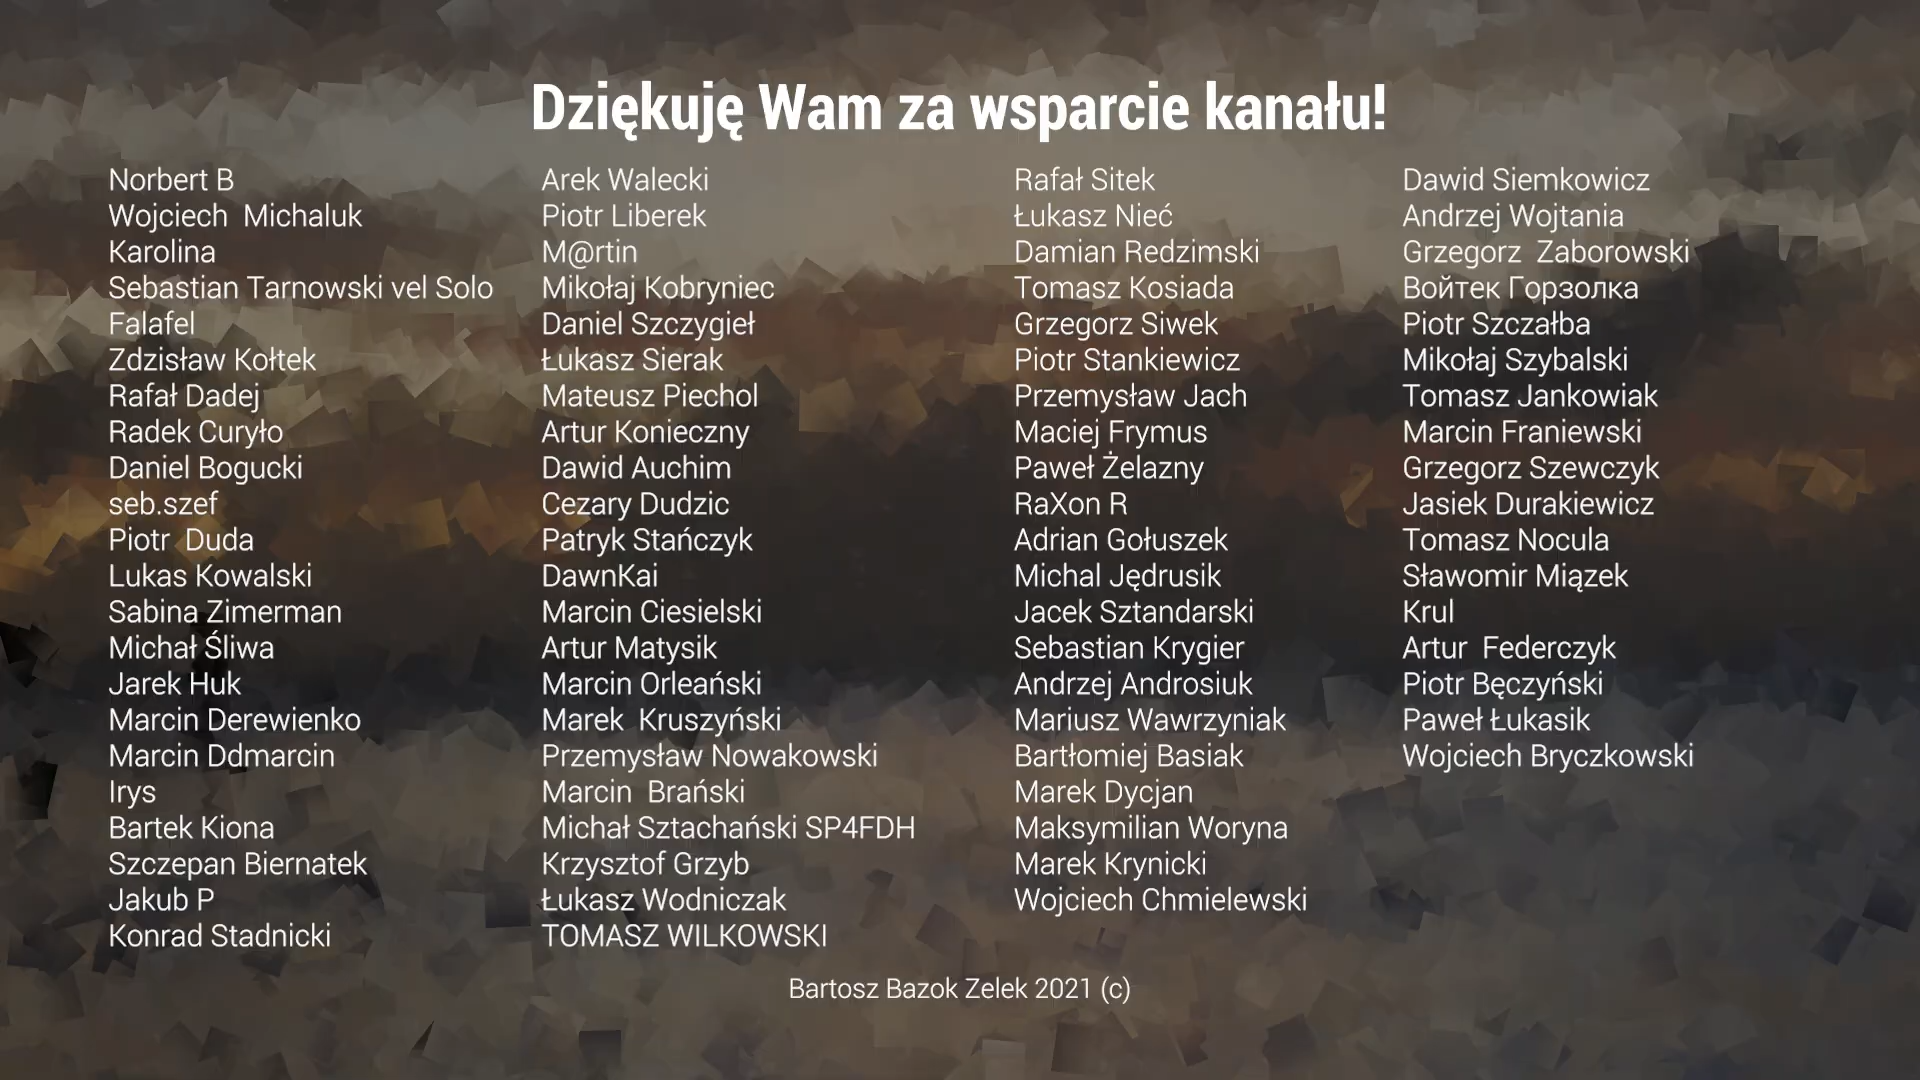 Dziękuję Wam za wsparcie kanału!
Norbert B
Wojciech  Michaluk
Karolina
Sebastian Tarnowski vel Solo
Falafel
Zdzisław Kołtek
Rafał Dadej
Radek Curyło
Daniel Bogucki
seb.szef
Piotr  Duda
Lukas Kowalski
Sabina Zimerman
Michał Śliwa
Jarek Huk
Marcin Derewienko
Marcin Ddmarcin
Irys
Bartek Kiona
Szczepan Biernatek
Jakub P
Konrad Stadnicki
Arek Walecki
Piotr Liberek
M@rtin
Mikołaj Kobryniec
Daniel Szczygieł
Łukasz Sierak
Mateusz Piechol
Artur Konieczny
Dawid Auchim
Cezary Dudzic
Patryk Stańczyk
DawnKai
Marcin Ciesielski
Artur Matysik
Marcin Orleański
Marek  Kruszyński
Przemysław Nowakowski
Marcin  Brański
Michał Sztachański SP4FDH
Krzysztof Grzyb
Łukasz Wodniczak
TOMASZ WILKOWSKI
Rafał Sitek
Łukasz Nieć
Damian Redzimski
Tomasz Kosiada
Grzegorz Siwek
Piotr Stankiewicz
Przemysław Jach
Maciej Frymus
Paweł Żelazny
RaXon R
Adrian Gołuszek
Michal Jędrusik
Jacek Sztandarski
Sebastian Krygier
Andrzej Androsiuk
Mariusz Wawrzyniak
Bartłomiej Basiak
Marek Dycjan
Maksymilian Woryna
Marek Krynicki
Wojciech Chmielewski
Dawid Siemkowicz
Andrzej Wojtania
Grzegorz  Zaborowski
Войтек Горзолка
Piotr Szczałba
Mikołaj Szybalski
Tomasz Jankowiak
Marcin Franiewski
Grzegorz Szewczyk
Jasiek Durakiewicz
Tomasz Nocula
Sławomir Miązek
Krul
Artur  Federczyk
Piotr Bęczyński
Paweł Łukasik
Wojciech Bryczkowski
Bartosz Bazok Zelek 2021 (c)